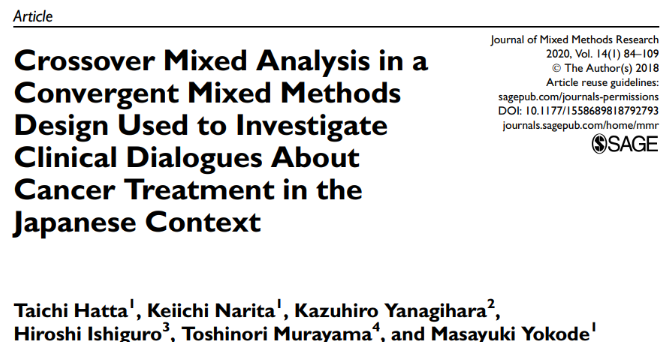 Article
Journal of Mixed Methods Research
2020, Vol. 14(1) 84–109
© The Author(s) 2018
Article reuse guidelines:
sagepub.com/journals-permissions
DOI: 10.1177/1558689818792793
journals.sagepub.com/home/mmr
SAGE
Crossover Mixed Analysis in a
Convergent Mixed Methods
Design Used to Investigate
Clinical Dialogues About
Cancer Treatment in the
Japanese Context
Taichi Hatta¹, Keiichi Narita¹, Kazuhiro Yanagihara²,
Hiroshi Ishiguro³, Toshinori Murayama⁴, and Masayuki Yokode¹